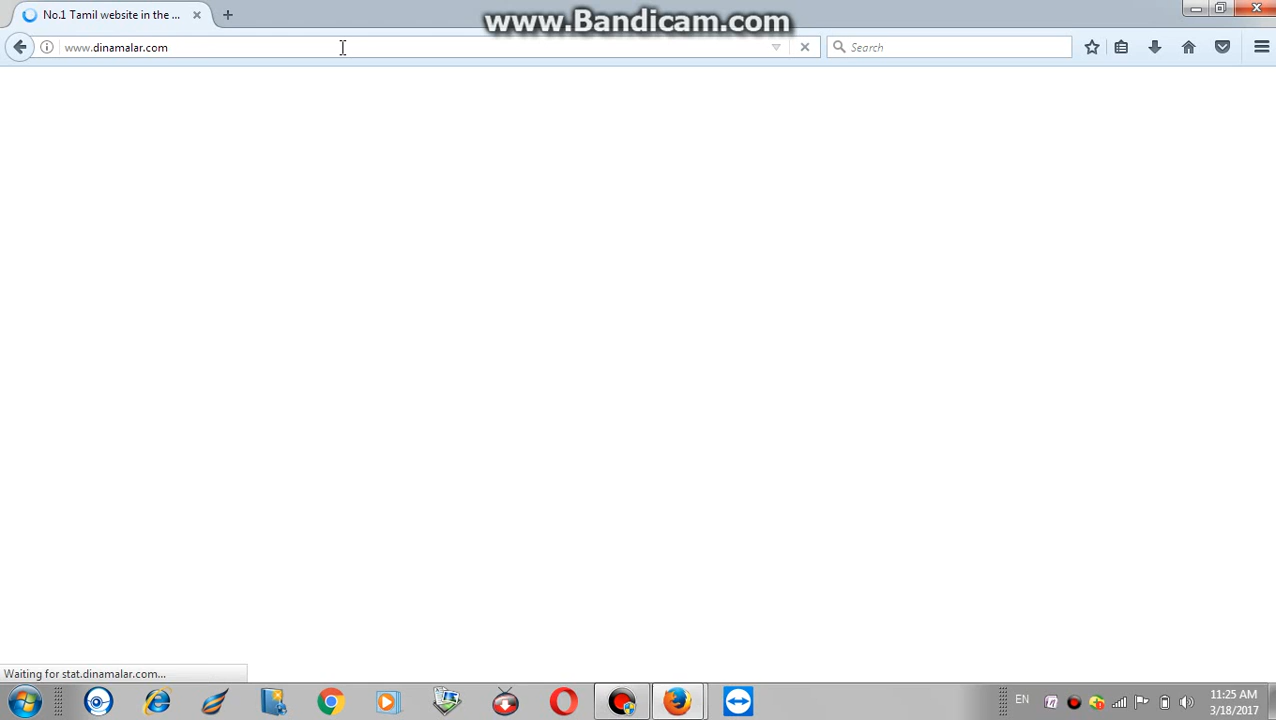 No.1 Tamil website in the ...
www.Bandicam.com
www.dinamalar.com
Search
Waiting for stat.dinamalar.com...
EN
11:25 AM
3/18/2017